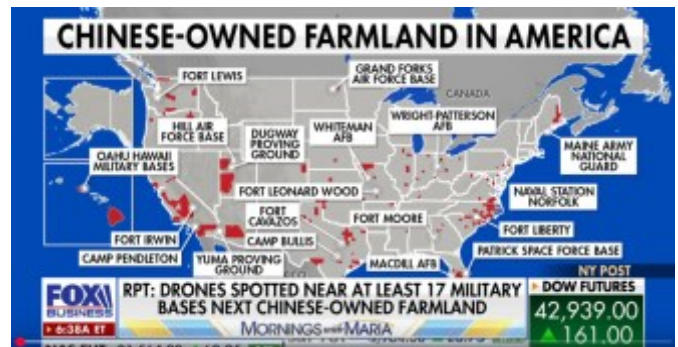 CHINESE-OWNED FARMLAND IN AMERICA
FORT LEWIS
GRAND FORKS
AIR FORCE BASE
CANADA
HILL AIR
FORCE BASE
DUGWAY
PROVING
GROUND
WHITEMAN
AFB
WRIGHT-PATTERSON
AFB
OAHU HAWAII
MILITARY BASES
MAINE ARMY
NATIONAL
GUARD
FORT LEONARD WOOD
NAVAL STATION
NORFOLK
FORT
CAVAZOS
FORT MOORE
FORT LIBERTY
FORT IRWIN
CAMP BULLIS
PATRICK SPACE FORCE BASE
CAMP PENDLETON
YUMA PROVING
GROUND
MACDILL AFB
NY POST
FOX
BUSINESS
6:38A ET
RPT: DRONES SPOTTED NEAR AT LEAST 17 MILITARY
BASES NEXT CHINESE-OWNED FARMLAND
MORNINGS with MARIA
DOW FUTURES
42,939.00
161.00